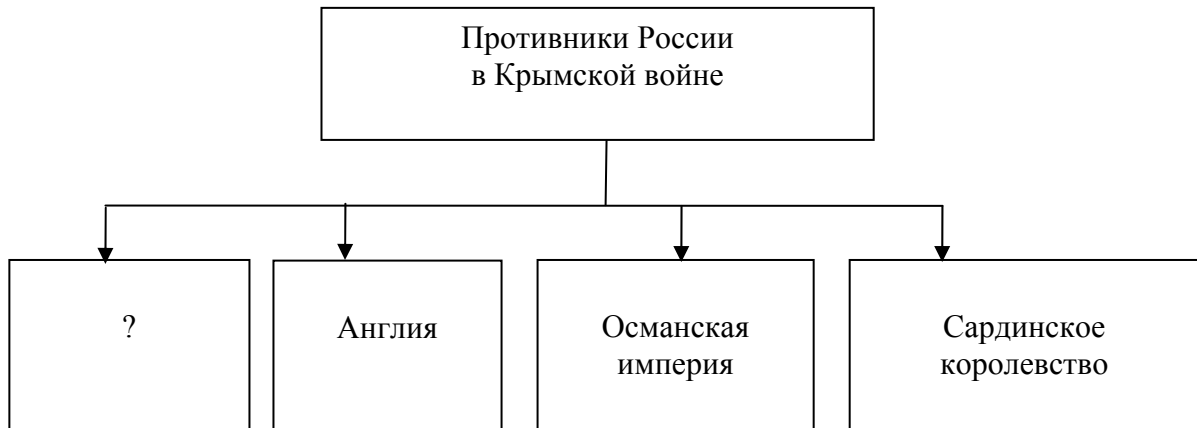 Противники России
в Крымской войне
?
Англия
Османская
империя
Сардинское
королевство